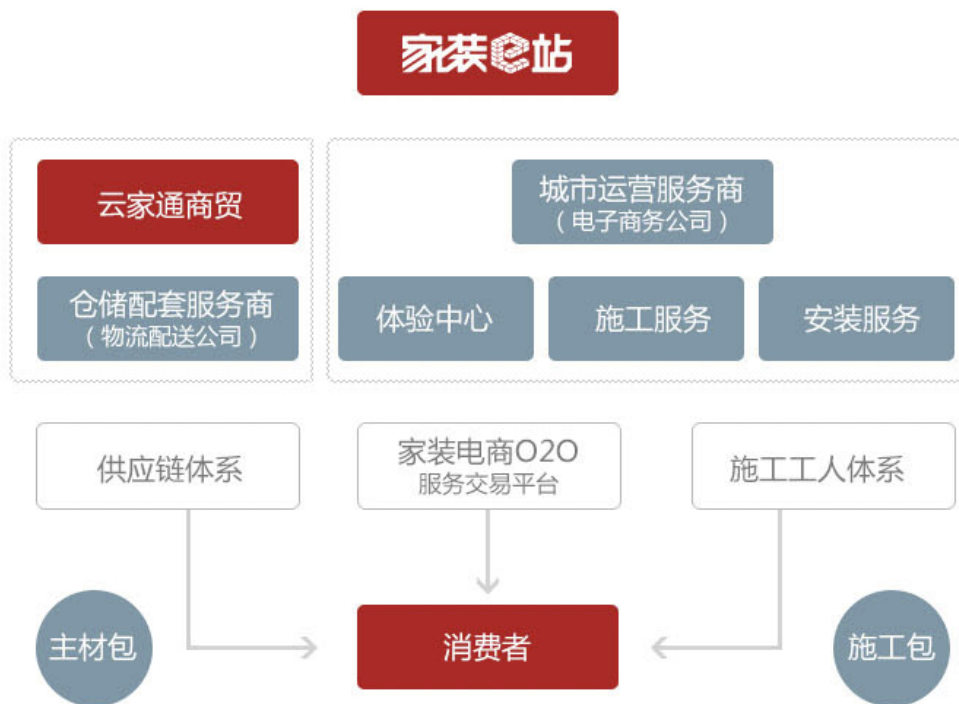 家装e站
云家通商贸
城市运营服务商
（电子商务公司）
仓储配套服务商
（物流配送公司）
体验中心
施工服务
安装服务
供应链体系
家装电商O2O
服务交易平台
施工工人体系
主材包
消费者
施工包